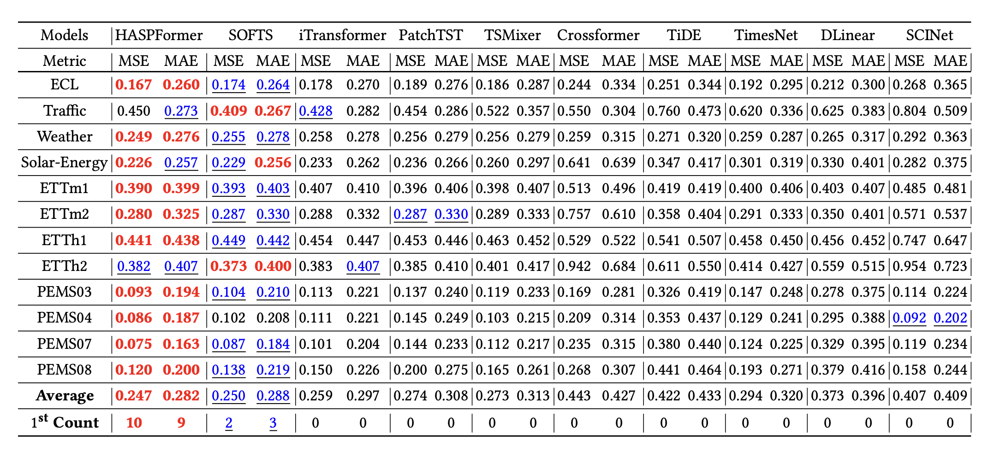 Models HASPFormer SOFTS iTransformer PatchTST TSMixer Crossformer TiDE TimesNet DLinear SCINet
Metric MSE MAE MSE MAE MSE MAE MSE MAE MSE MAE MSE MAE MSE MAE MSE MAE MSE MAE MSE MAE
ECL 0.167 0.260 0.174 0.264 0.178 0.270 0.189 0.276 0.186 0.287 0.244 0.334 0.251 0.344 0.192 0.295 0.212 0.300 0.268 0.365
Traffic 0.450 0.273 0.409 0.267 0.428 0.282 0.454 0.286 0.522 0.357 0.550 0.304 0.760 0.473 0.620 0.336 0.625 0.383 0.804 0.509
Weather 0.249 0.276 0.255 0.278 0.258 0.278 0.256 0.279 0.256 0.279 0.259 0.315 0.271 0.320 0.259 0.287 0.265 0.317 0.292 0.363
Solar-Energy 0.226 0.257 0.229 0.256 0.233 0.262 0.236 0.266 0.260 0.297 0.641 0.639 0.347 0.417 0.301 0.319 0.330 0.401 0.282 0.375
ETTm1 0.390 0.399 0.393 0.403 0.407 0.410 0.396 0.406 0.398 0.407 0.513 0.496 0.419 0.419 0.400 0.406 0.403 0.407 0.485 0.481
ETTm2 0.280 0.325 0.287 0.330 0.288 0.332 0.287 0.330 0.289 0.333 0.757 0.610 0.358 0.404 0.291 0.333 0.350 0.401 0.571 0.537
ETTh1 0.441 0.438 0.449 0.442 0.454 0.447 0.453 0.446 0.463 0.452 0.529 0.522 0.541 0.507 0.458 0.450 0.456 0.452 0.747 0.647
ETTh2 0.382 0.407 0.373 0.400 0.383 0.407 0.385 0.410 0.401 0.417 0.942 0.684 0.611 0.550 0.414 0.427 0.559 0.515 0.954 0.723
PEMS03 0.093 0.194 0.104 0.210 0.113 0.221 0.137 0.240 0.119 0.233 0.169 0.281 0.326 0.419 0.147 0.248 0.278 0.375 0.114 0.224
PEMS04 0.086 0.187 0.102 0.208 0.111 0.221 0.145 0.249 0.103 0.215 0.209 0.314 0.353 0.437 0.129 0.241 0.295 0.388 0.092 0.202
PEMS07 0.075 0.163 0.087 0.184 0.101 0.204 0.144 0.233 0.112 0.217 0.235 0.315 0.380 0.440 0.124 0.225 0.329 0.395 0.119 0.234
PEMS08 0.120 0.200 0.138 0.219 0.150 0.226 0.200 0.275 0.165 0.261 0.268 0.307 0.441 0.464 0.193 0.271 0.379 0.416 0.158 0.244
Average 0.247 0.282 0.250 0.288 0.259 0.297 0.274 0.308 0.273 0.313 0.443 0.427 0.422 0.433 0.294 0.320 0.373 0.396 0.407 0.409
1st Count 10 9 2 3 0 0 0 0 0 0 0 0 0 0 0 0 0 0 0 0